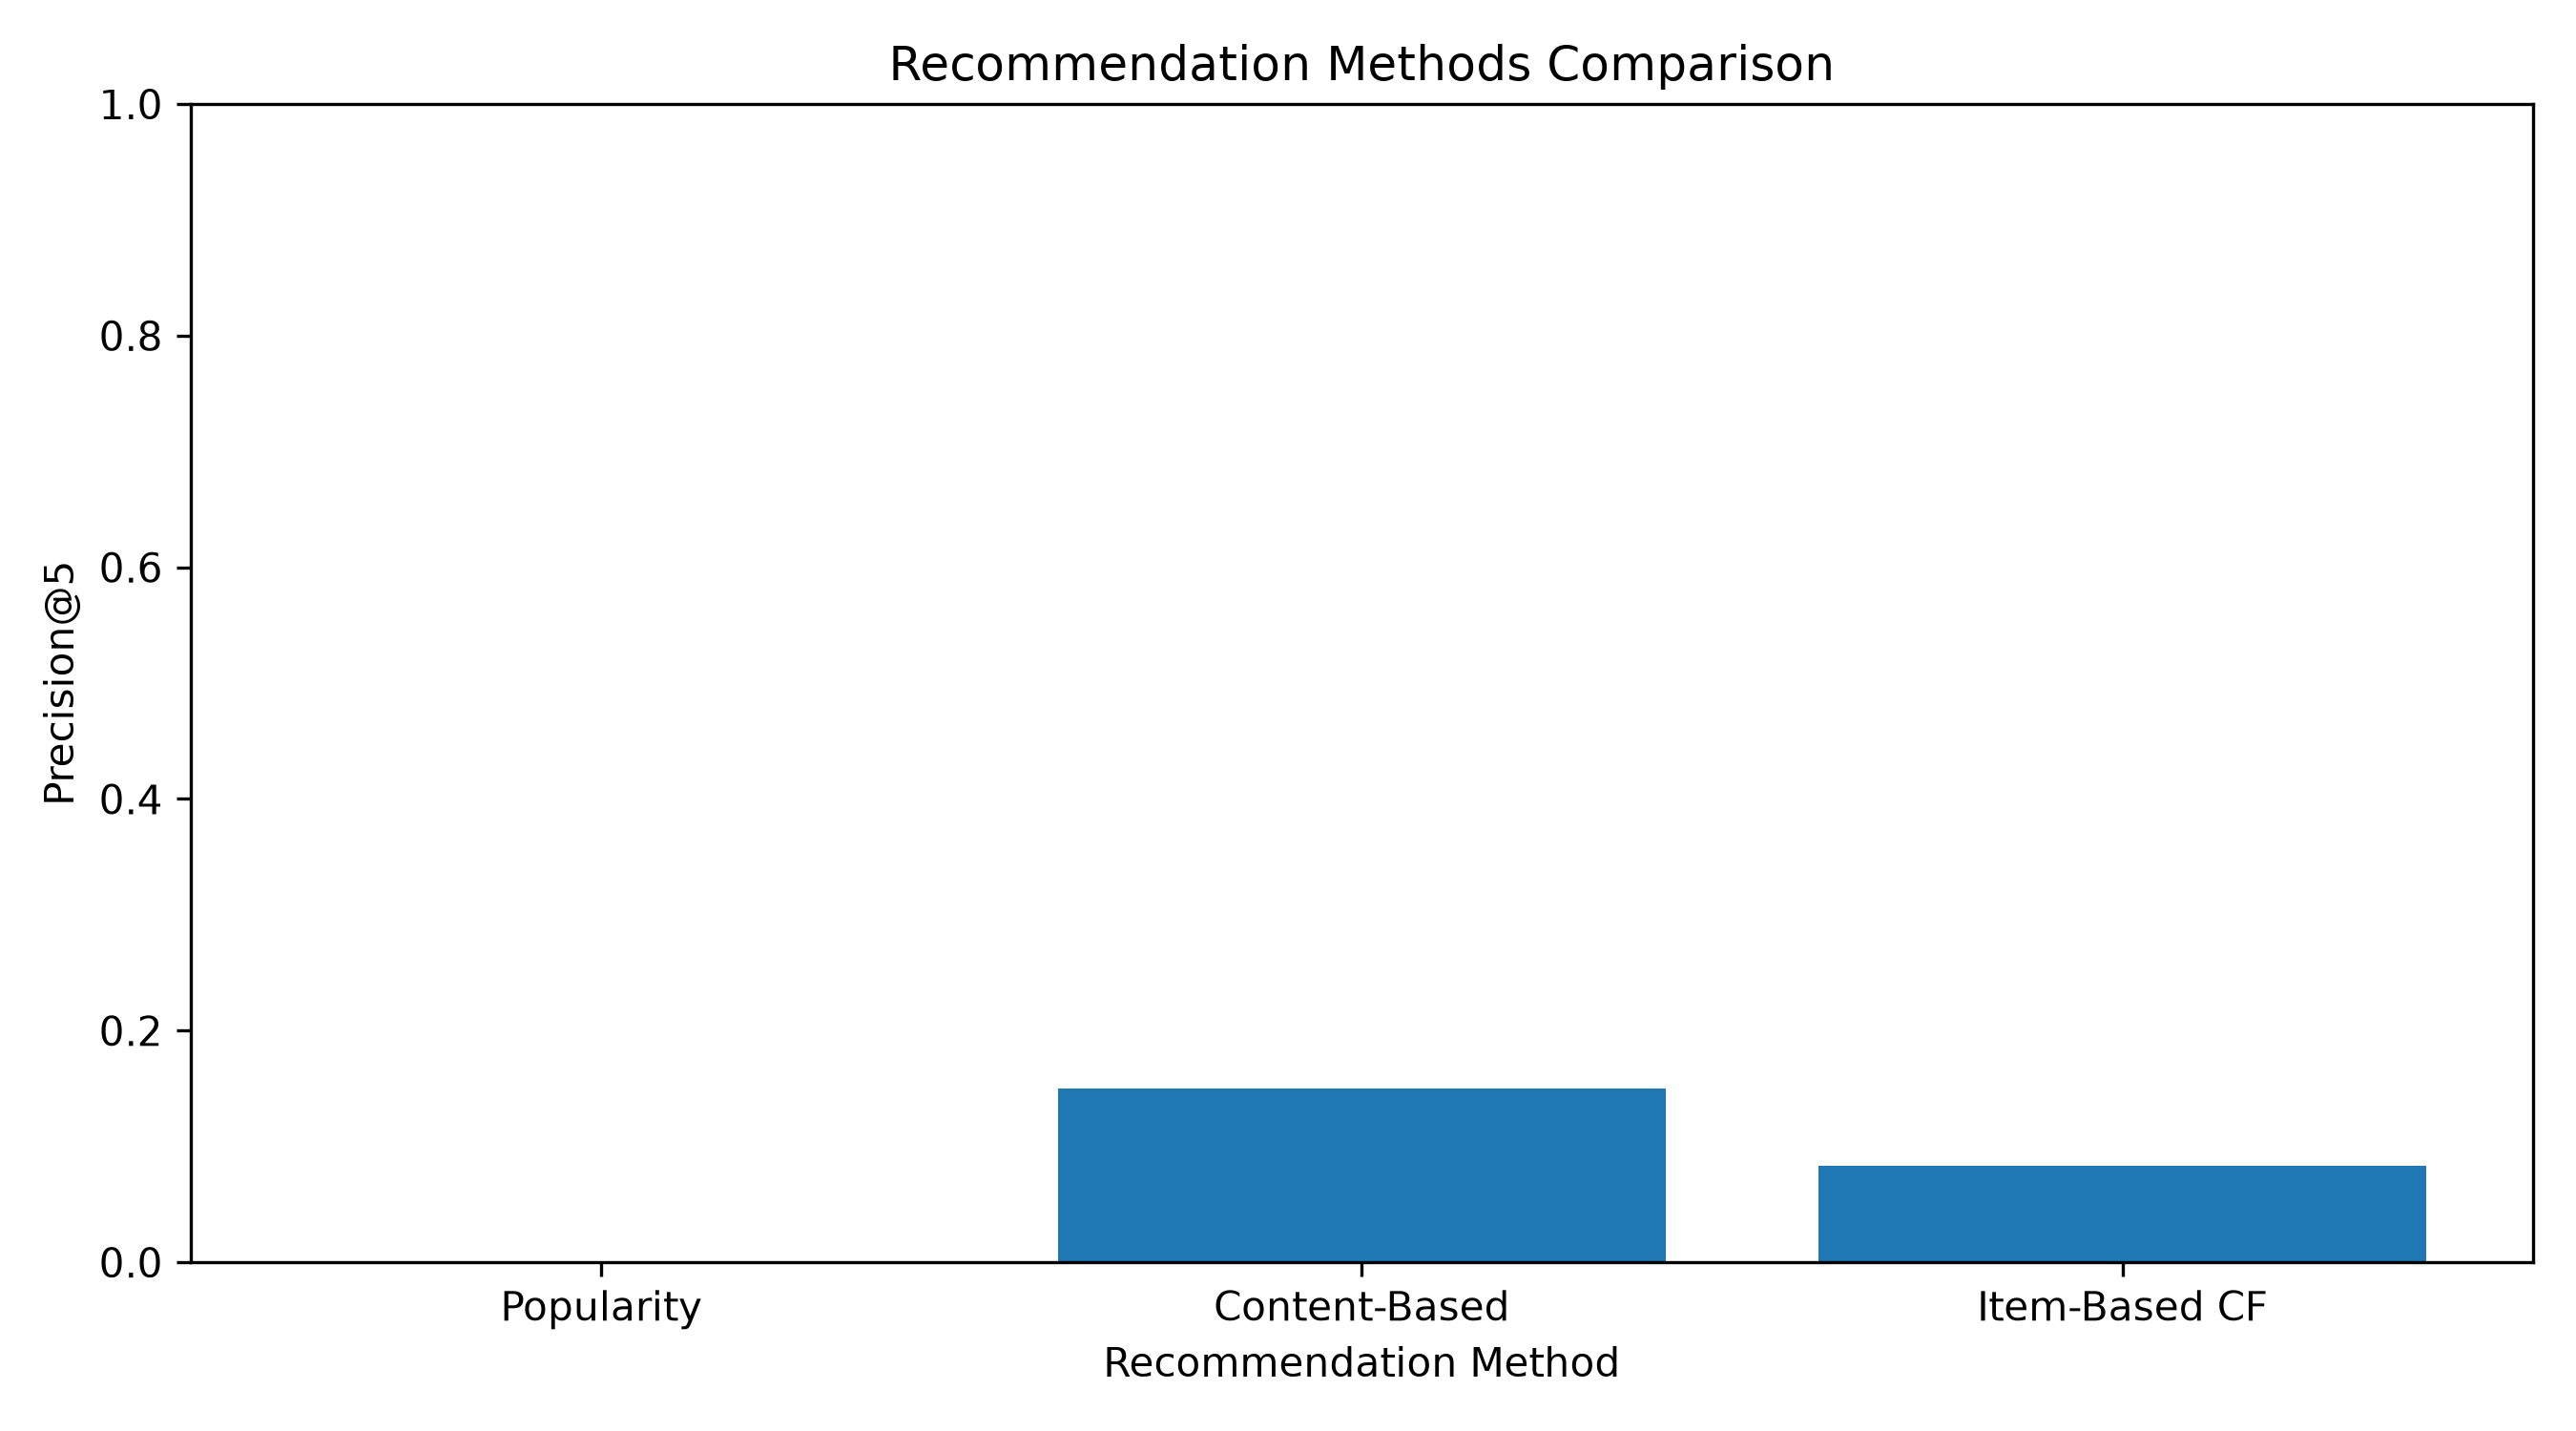 Recommendation Methods Comparison
1.0
0.8
0.6
0.4
0.2
0.0
Precision@5
Popularity
Content-Based
Item-Based CF
Recommendation Method